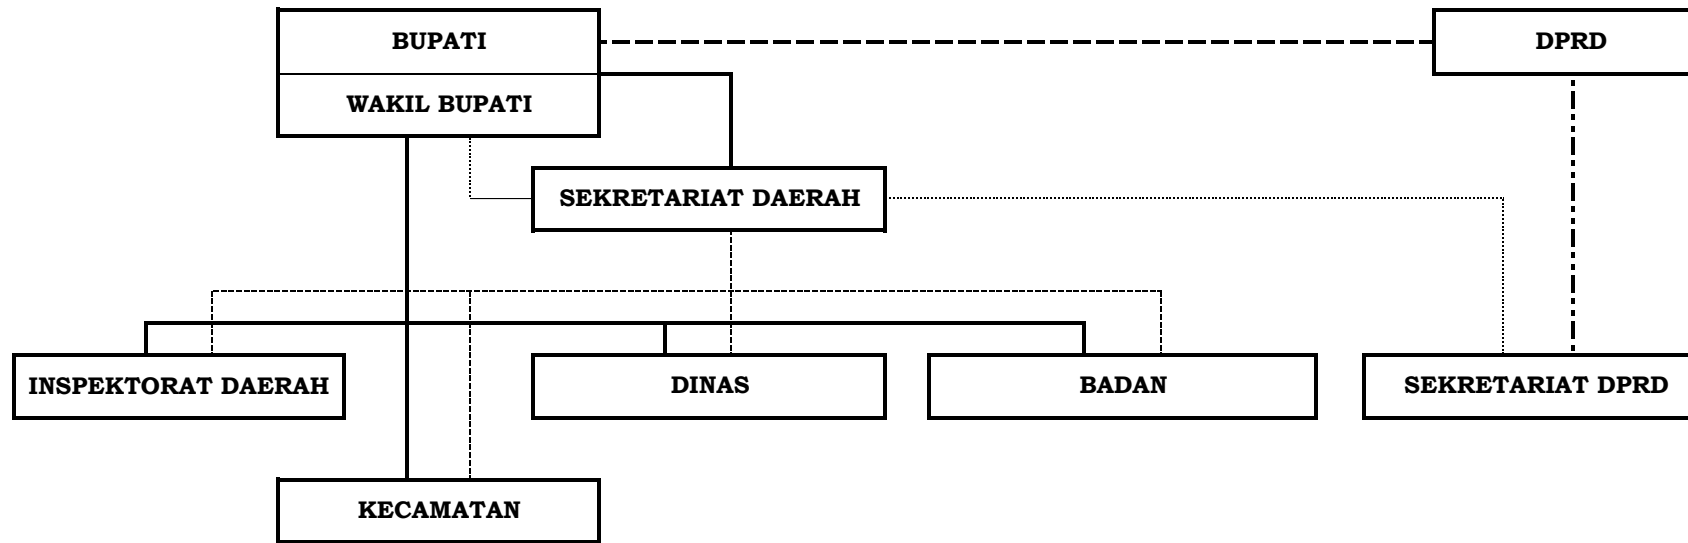 BUPATI
DPRD
WAKIL BUPATI
SEKRETARIAT DAERAH
INSPEKTORAT DAERAH
DINAS
BADAN
SEKRETARIAT DPRD
KECAMATAN